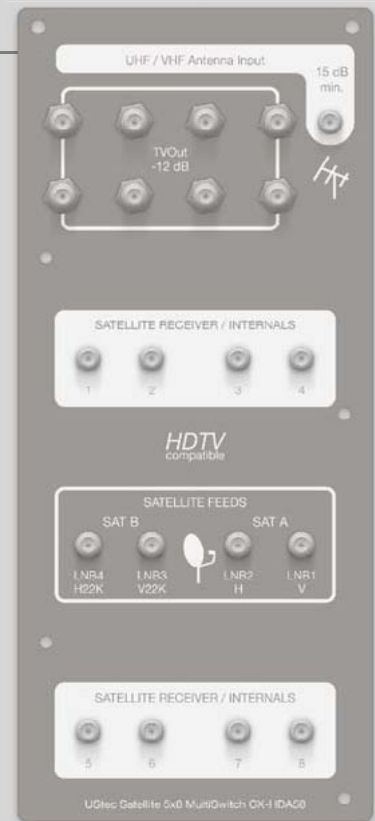 UHF / VHF Antenna Input
15 dB
min.
TVOut
-12 dB
SATELLITE RECEIVER / INTERNALS
1 2 3 4
HDTV
compatible
SATELLITE FEEDS
SAT B SAT A
LNB4 LNB3 LNB2 LNB1
H22K V22K H V
SATELLITE RECEIVER / INTERNALS
5 6 7 8
UStec Satellite 5x8 MultiSwitch